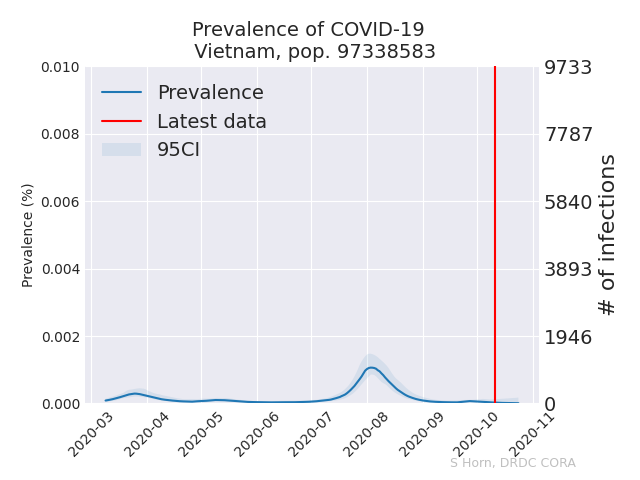 Prevalence of COVID-19
Vietnam, pop. 97338583
Prevalence
Latest data
95CI
Prevalence (%)
0.010
0.008
0.006
0.004
0.002
0.000
9733
7787
5840
3893
1946
0
# of infections
2020-03
2020-04
2020-05
2020-06
2020-07
2020-08
2020-09
2020-10
2020-11
S Horn, DRDC CORA